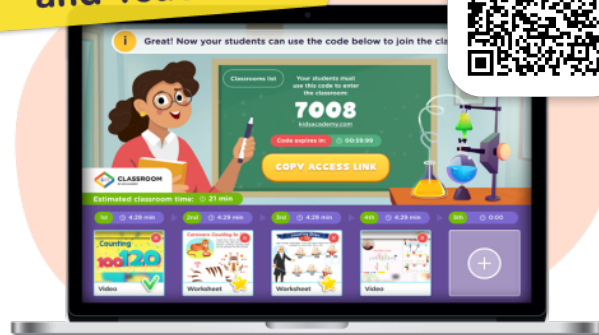 i Great! Now your students can use the code below to join the cla
Classrooms list
Your students must
use this code to enter
the classroom:
7008
kidsacademy.com
Code expires in: 00:59:99
COPY ACCESS LINK
CLASSROOM
Estimated classroom time: 21 min
1st 4:29 min
2nd 4:29 min
3rd 4:29 min
4th 4:29 min
5th 0:00
Counting
100 120
Video
Worksheet
Worksheet
Video